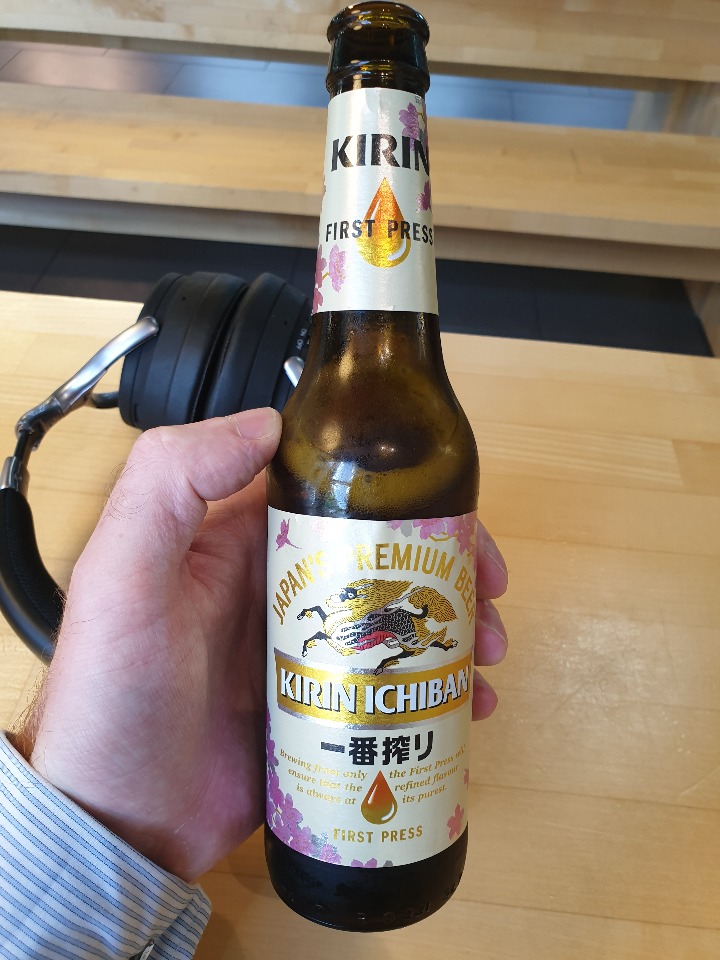 KIRIN
FIRST PRESS
JAPAN'S PREMIUM BEER
KIRIN ICHIBAN
一番搾り
Brewing from only the First Press will
ensure that the refined flavour
is always at its purest.
FIRST PRESS